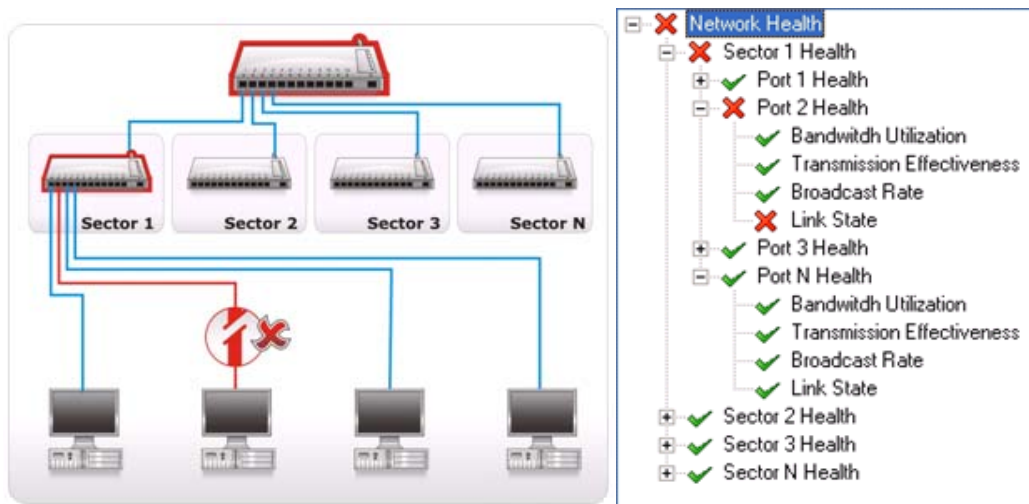 Sector 1
Sector 2
Sector 3
Sector N
Network Health
Sector 1 Health
Port 1 Health
Port 2 Health
Bandwitdh Utilization
Transmission Effectiveness
Broadcast Rate
Link State
Port 3 Health
Port N Health
Bandwitdh Utilization
Transmission Effectiveness
Broadcast Rate
Link State
Sector 2 Health
Sector 3 Health
Sector N Health